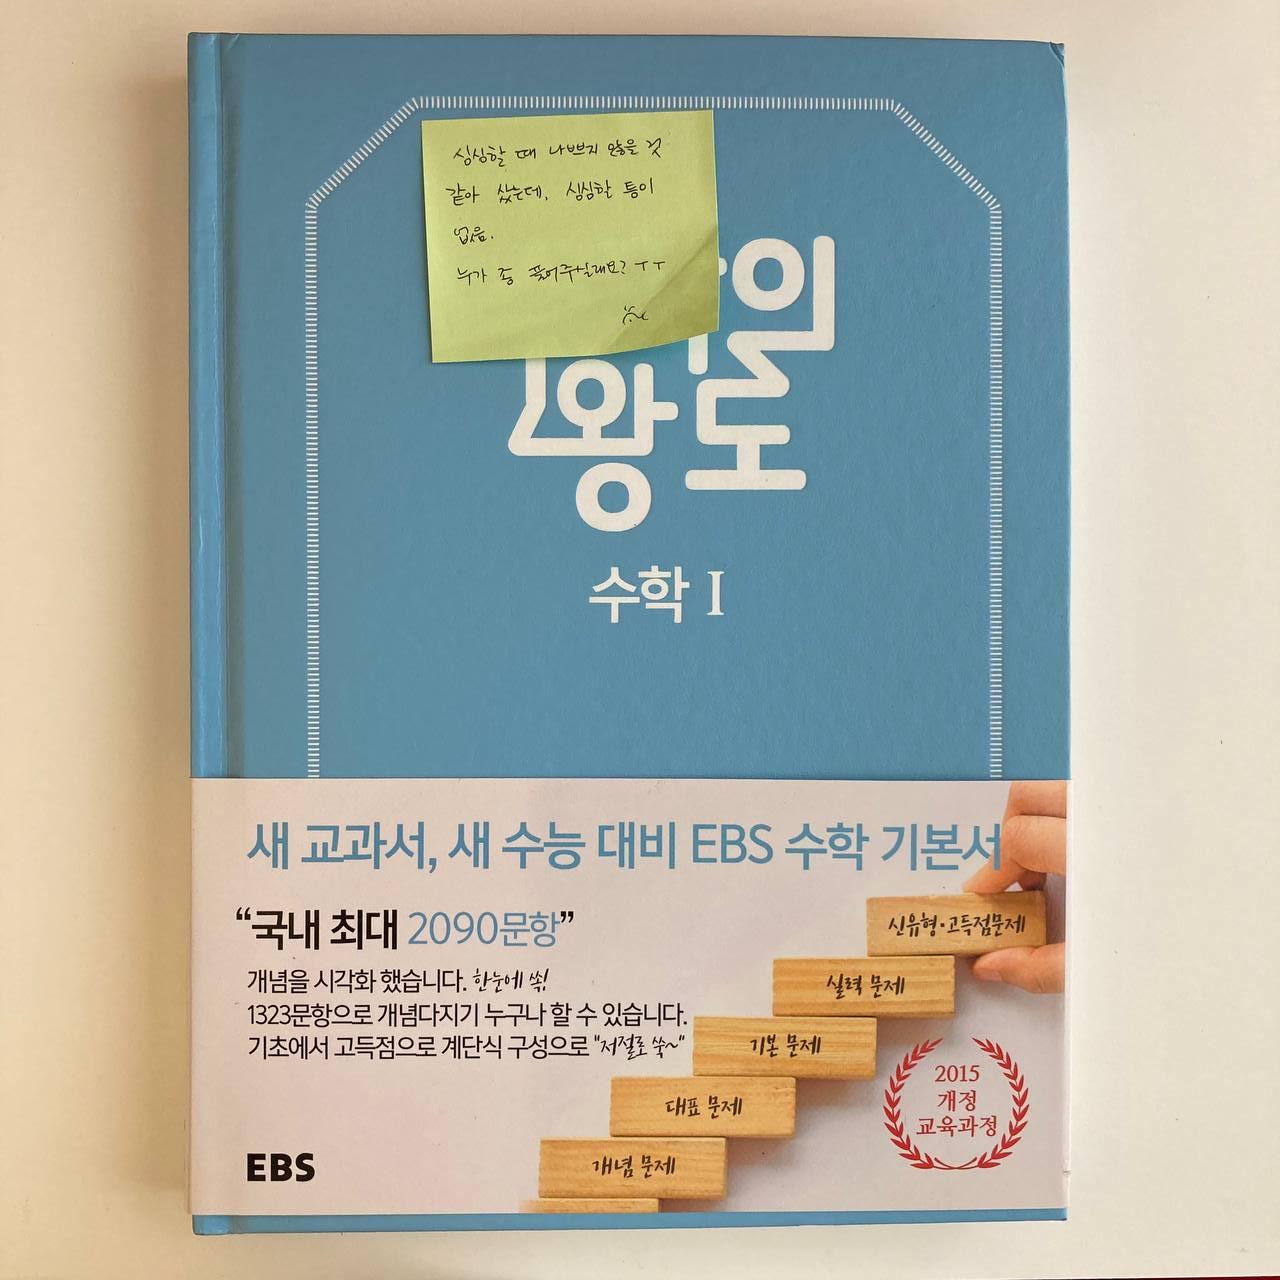 심심할 때 나쁘지 않을 것
같아 샀는데, 심심할 틈이
없음.
누가 좀 풀어주실래요? ㅜㅜ
의
왕도
수학 I
새 교과서, 새 수능 대비 EBS 수학 기본서
“국내 최대 2090문항”
개념을 시각화 했습니다. 한눈에 쏙!
1323문항으로 개념다지기 누구나 할 수 있습니다.
기초에서 고득점으로 계단식 구성으로 "저절로 쑥~"
신유형·고득점문제
실력 문제
기본 문제
대표 문제
개념 문제
2015
개정
교육과정
EBS